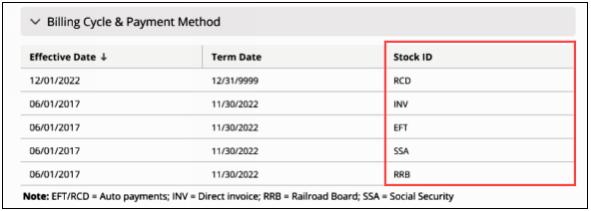 Billing Cycle & Payment Method
Effective Date ↓ Term Date Stock ID
12/01/2022 12/31/9999 RCD
06/01/2017 11/30/2022 INV
06/01/2017 11/30/2022 EFT
06/01/2017 11/30/2022 SSA
06/01/2017 11/30/2022 RRB
Note: EFT/RCD = Auto payments; INV = Direct invoice; RRB = Railroad Board; SSA = Social Security